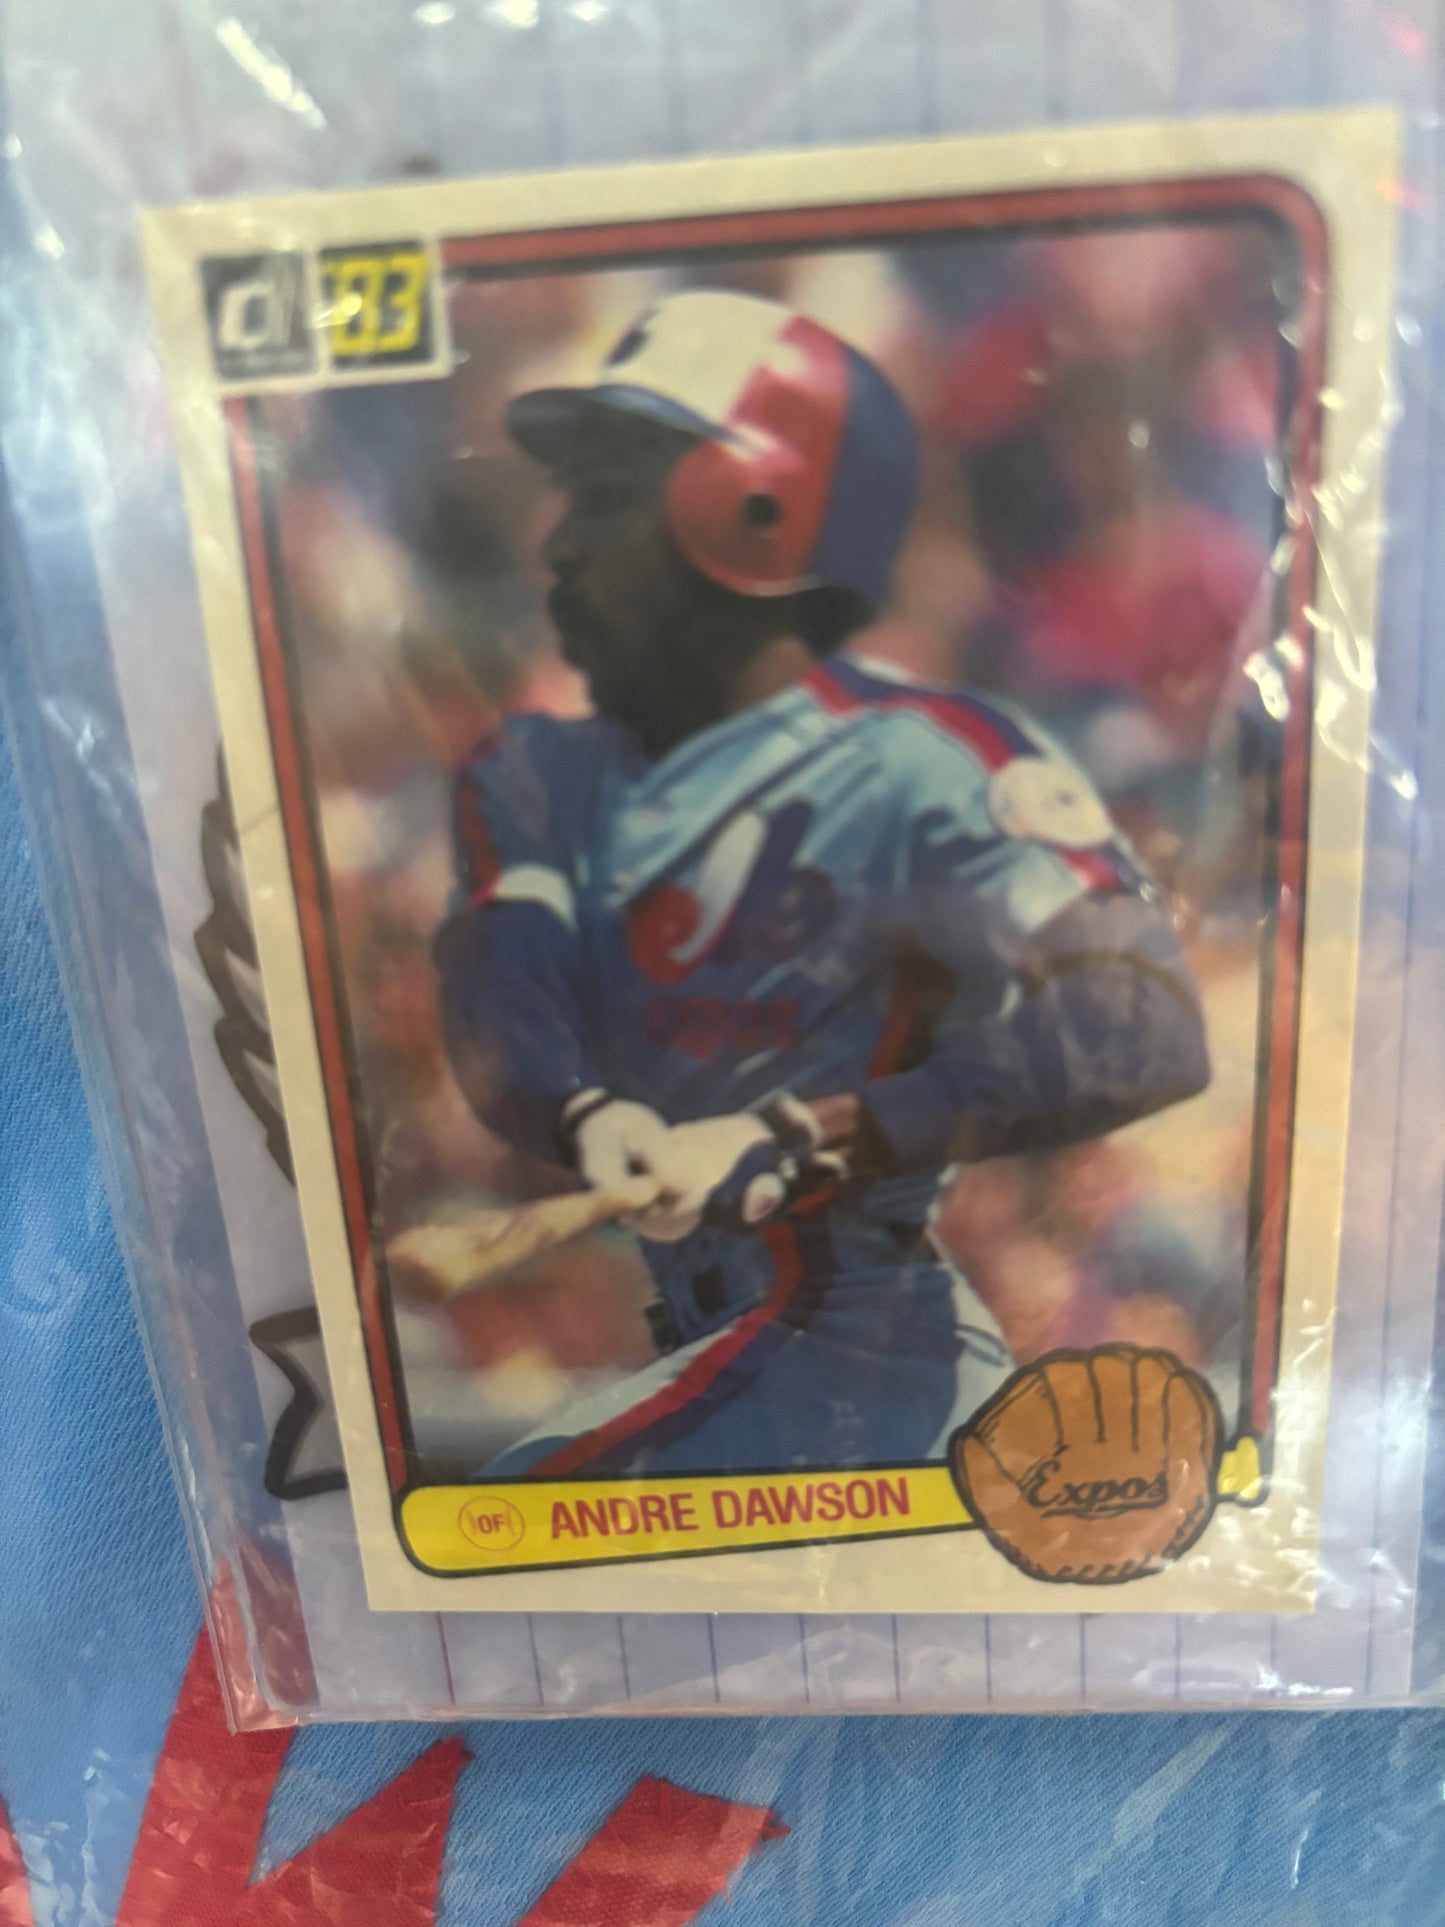 '83
OF ANDRE DAWSON Expos